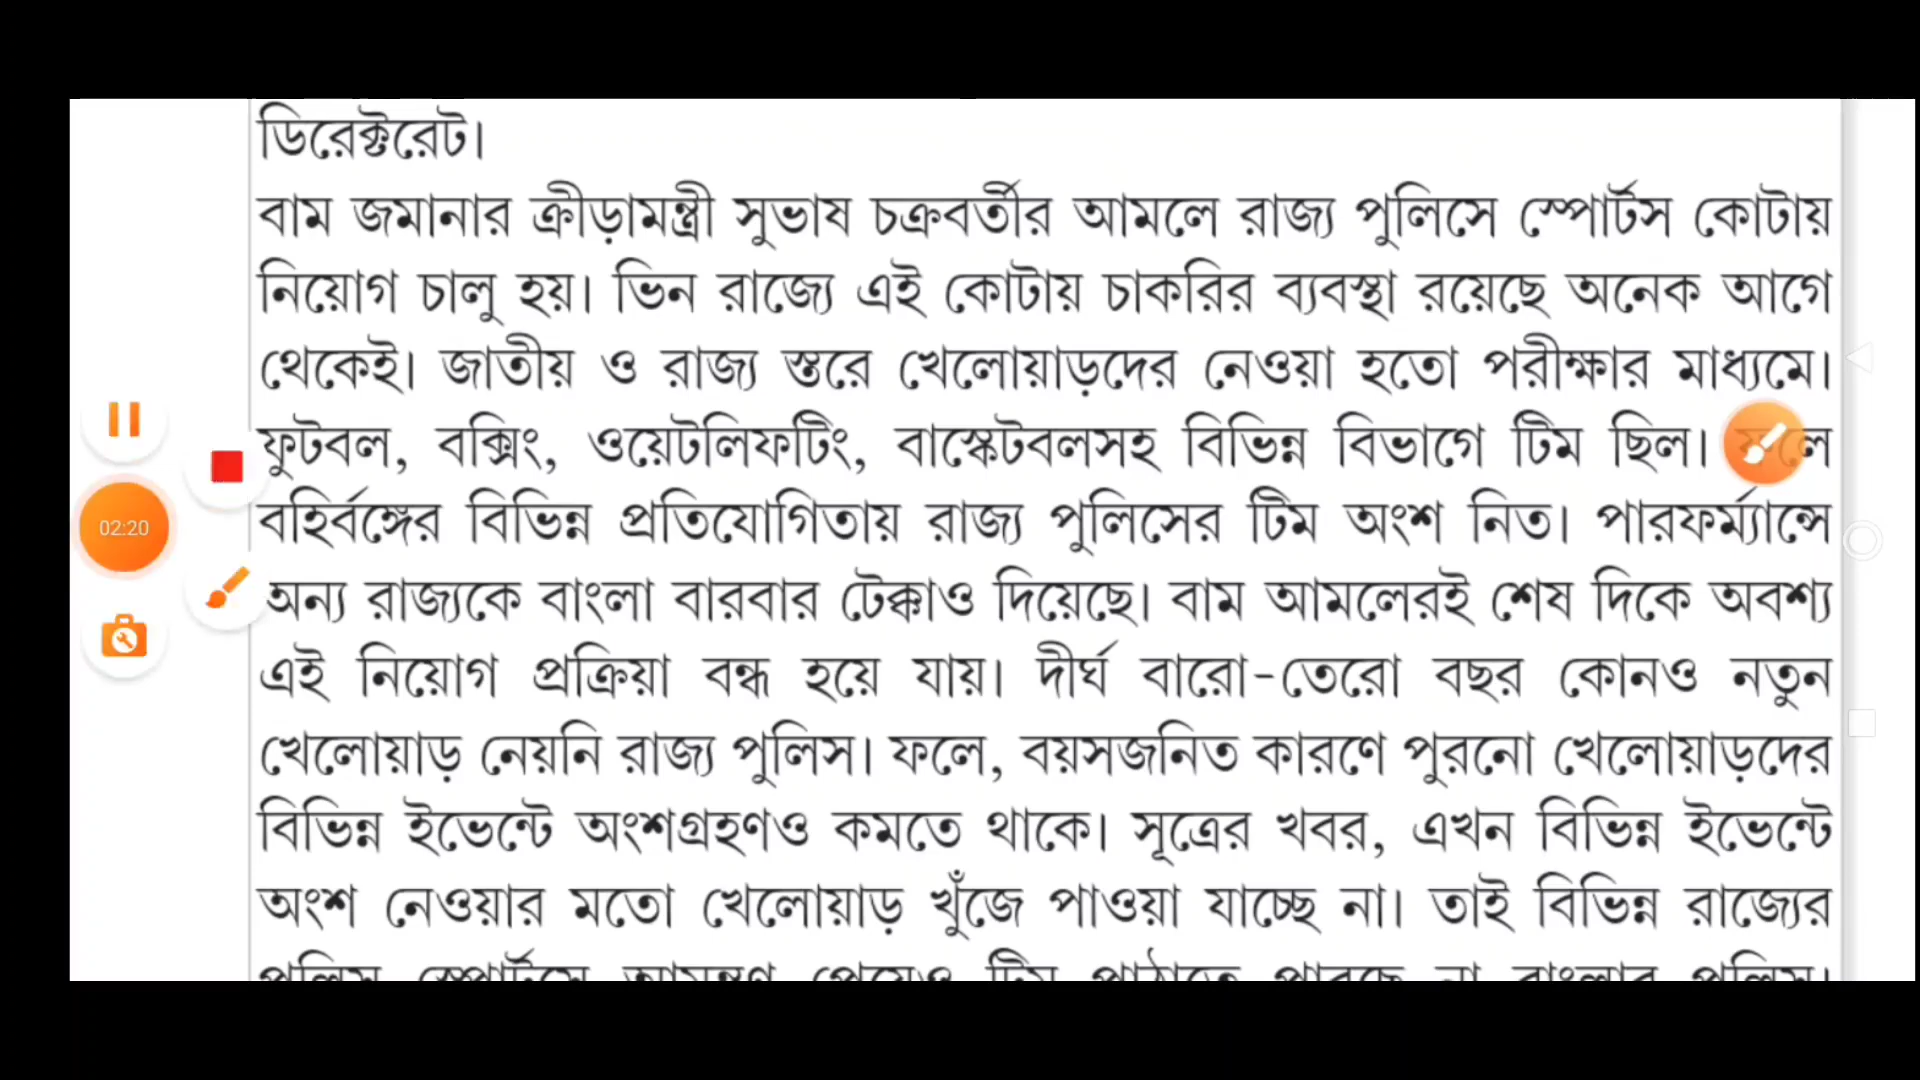 ডিরেক্টরেট।
বাম জমানার ক্রীড়ামন্ত্রী সুভাষ চক্রবর্তীর আমলে রাজ্য পুলিসে স্পোর্টস কোটায়
নিয়োগ চালু হয়। ভিন রাজ্যে এই কোটায় চাকরির ব্যবস্থা রয়েছে অনেক আগে
থেকেই। জাতীয় ও রাজ্য স্তরে খেলোয়াড়দের নেওয়া হতো পরীক্ষার মাধ্যমে।
ফুটবল, বক্সিং, ওয়েটলিফটিং, বাস্কেটবলসহ বিভিন্ন বিভাগে টিম ছিল।
বহির্বঙ্গের বিভিন্ন প্রতিযোগিতায় রাজ্য পুলিসের টিম অংশ নিত। পারফর্ম্যান্সে
02:20
অন্য রাজ্যকে বাংলা বারবার টেক্কাও দিয়েছে। বাম আমলেরই শেষ দিকে অবশ্য
এই নিয়োগ প্রক্রিয়া বন্ধ হয়ে যায়। দীর্ঘ বারো-তেরো বছর কোনও নতুন
খেলোয়াড় নেয়নি রাজ্য পুলিস। ফলে, বয়সজনিত কারণে পুরনো খেলোয়াড়দের
বিভিন্ন ইভেন্টে অংশগ্রহণও কমতে থাকে। সূত্রের খবর, এখন বিভিন্ন ইভেন্টে
অংশ নেওয়ার মতো খেলোয়াড় খুঁজে পাওয়া যাচ্ছে না। তাই বিভিন্ন রাজ্যের